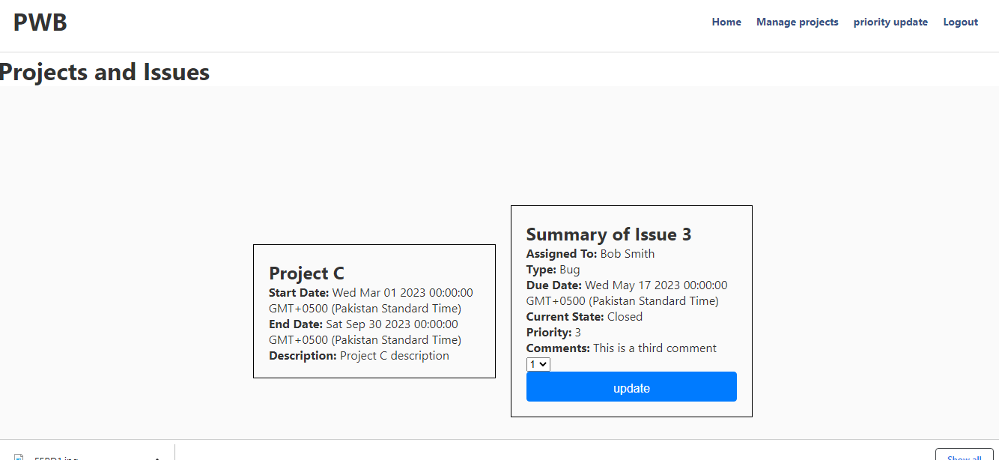 PWB
Home Manage projects priority update Logout
Projects and Issues
Project C
Start Date: Wed Mar 01 2023 00:00:00
GMT+0500 (Pakistan Standard Time)
End Date: Sat Sep 30 2023 00:00:00
GMT+0500 (Pakistan Standard Time)
Description: Project C description
Summary of Issue 3
Assigned To: Bob Smith
Type: Bug
Due Date: Wed May 17 2023 00:00:00
GMT+0500 (Pakistan Standard Time)
Current State: Closed
Priority: 3
Comments: This is a third comment
1
update
Show all